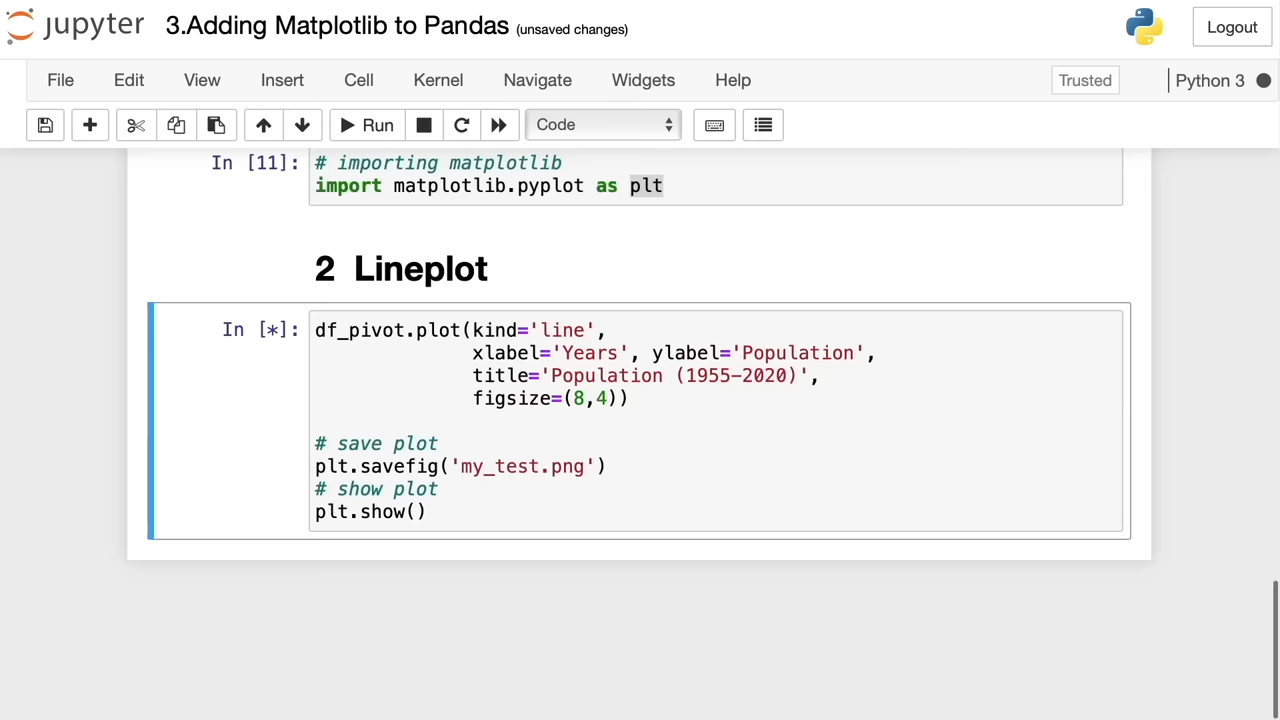 jupyter 3.Adding Matplotlib to Pandas (unsaved changes) Logout
File Edit View Insert Cell Kernel Navigate Widgets Help Trusted Python 3
Run Code
In [11]: # importing matplotlib
import matplotlib.pyplot as plt
2 Lineplot
In [*]: df_pivot.plot(kind='line',
xlabel='Years', ylabel='Population',
title='Population (1955-2020)',
figsize=(8,4))
# save plot
plt.savefig('my_test.png')
# show plot
plt.show()